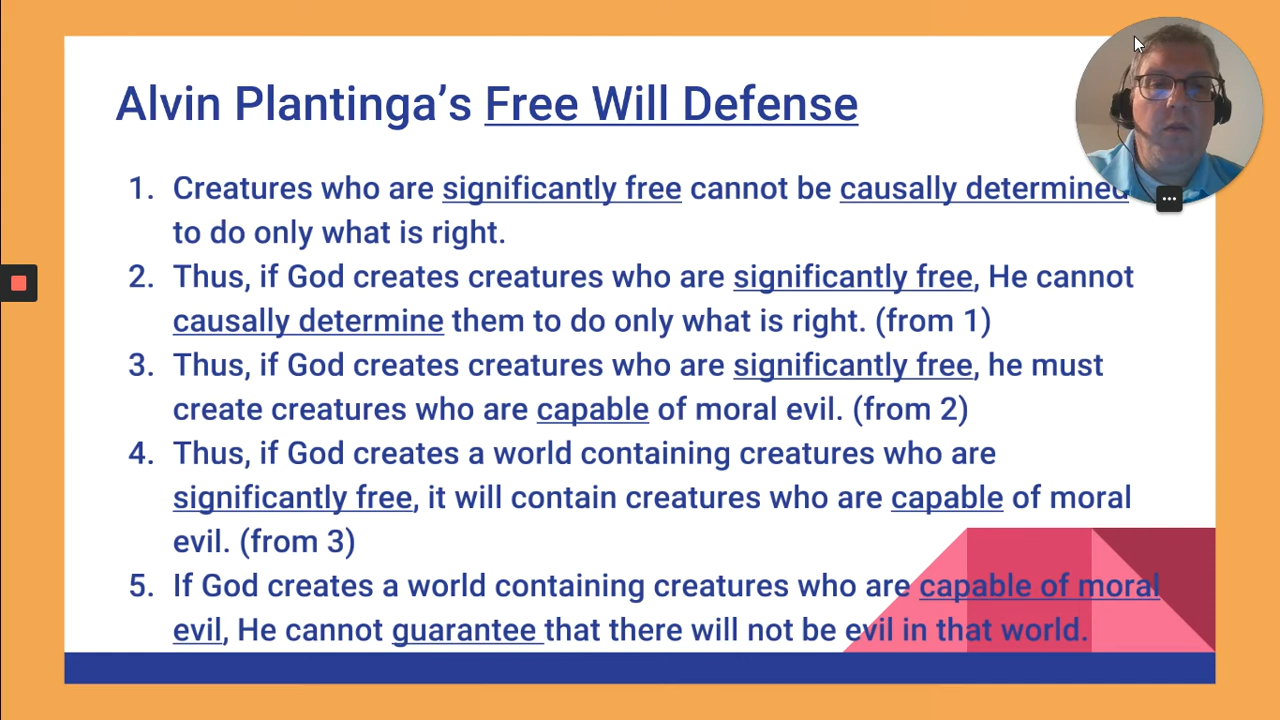 Alvin Plantinga’s Free Will Defense
1. Creatures who are significantly free cannot be causally determined
to do only what is right.
2. Thus, if God creates creatures who are significantly free, He cannot
causally determine them to do only what is right. (from 1)
3. Thus, if God creates creatures who are significantly free, he must
create creatures who are capable of moral evil. (from 2)
4. Thus, if God creates a world containing creatures who are
significantly free, it will contain creatures who are capable of moral
evil. (from 3)
5. If God creates a world containing creatures who are capable of moral
evil, He cannot guarantee that there will not be evil in that world.